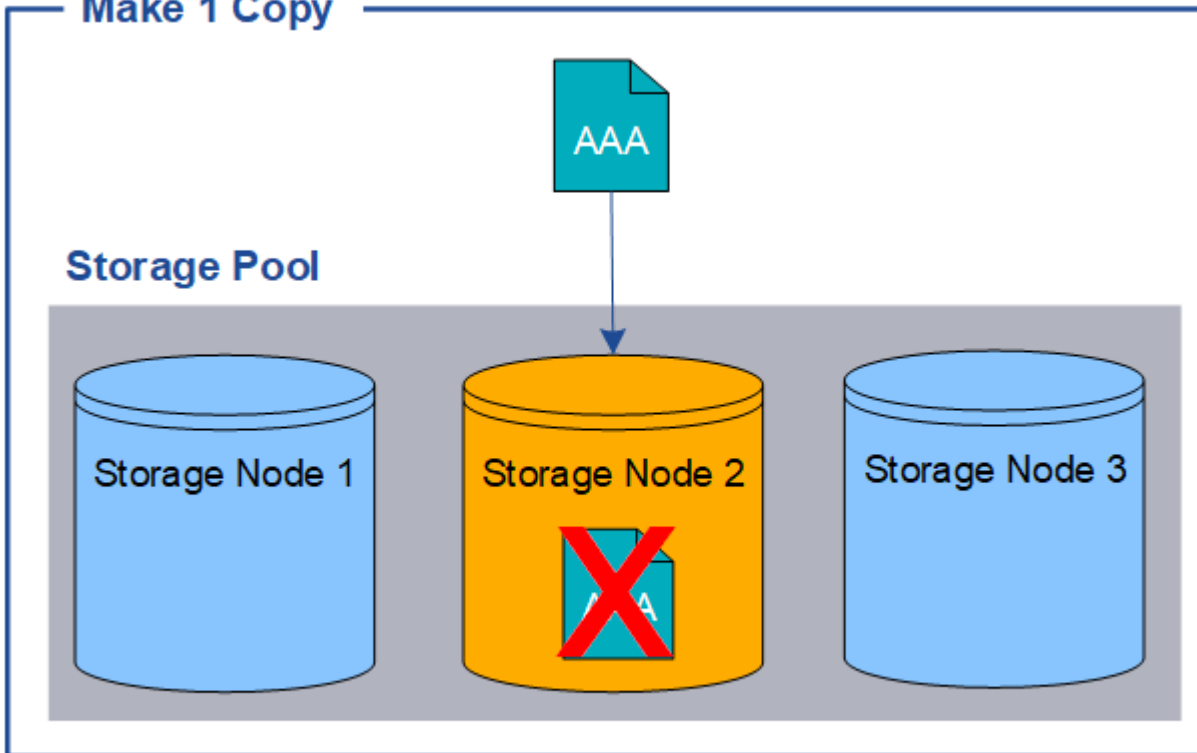 Make 1 Copy
AAA
Storage Pool
Storage Node 1
Storage Node 2
Storage Node 3